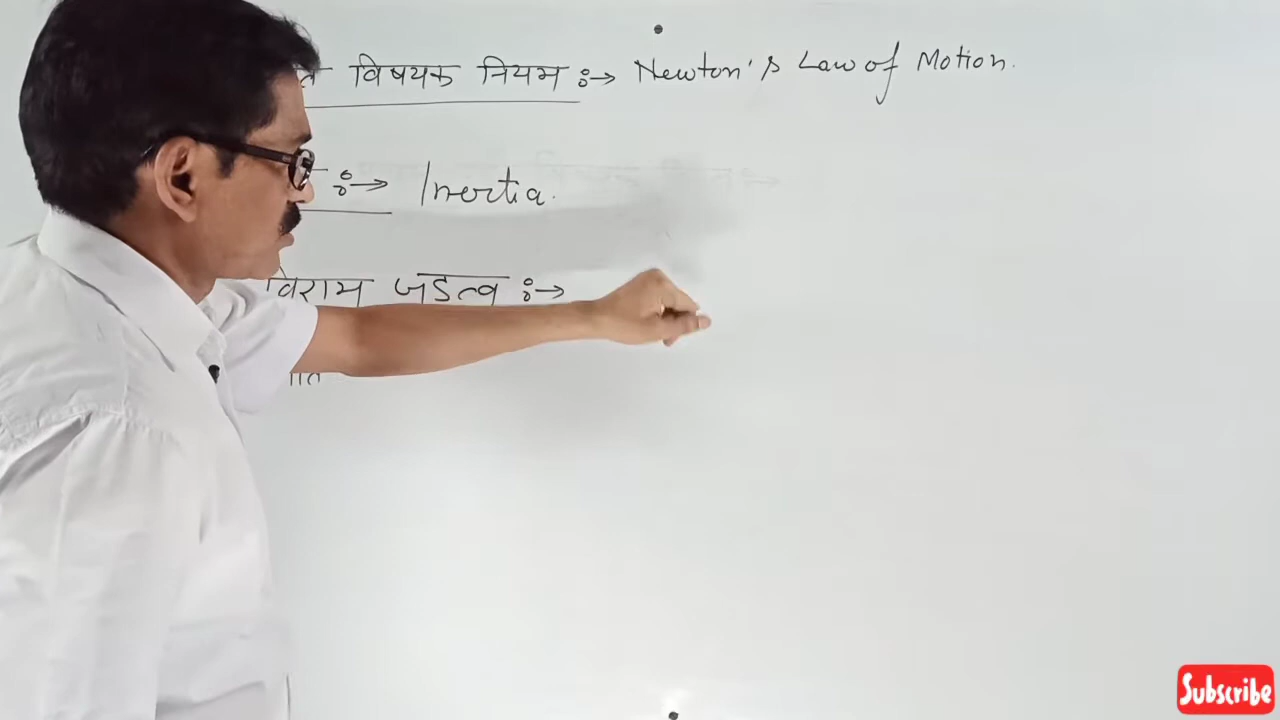 विषयक नियम :→ Newton's Law of Motion.
:→ Inertia.
विराम जडत्व :→
Subscribe